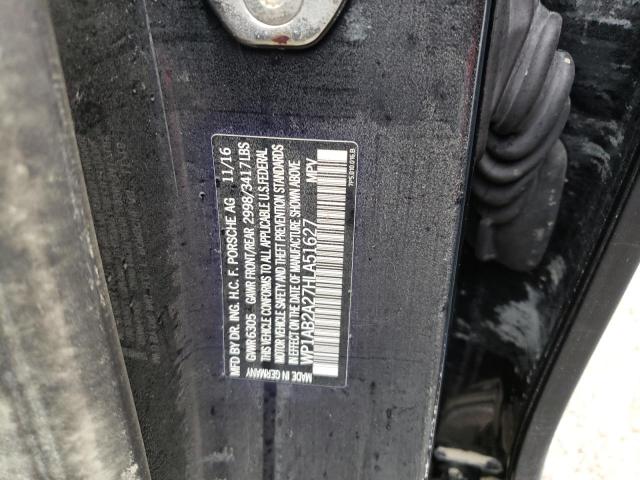 MFD BY DR. ING. H.C. F. PORSCHE AG 11/16
GWR 6305 GAWR FRONT/REAR 2998/3417LBS
THIS VEHICLE CONFORMS TO ALL APPLICABLE U.S. FEDERAL
MOTOR VEHICLE SAFETY AND THEFT PREVENTION STANDARDS
IN EFFECT ON THE DATE OF MANUFACTURE SHOWN ABOVE
WP1AB2A27HLA51627 MPV
MADE IN GERMANY